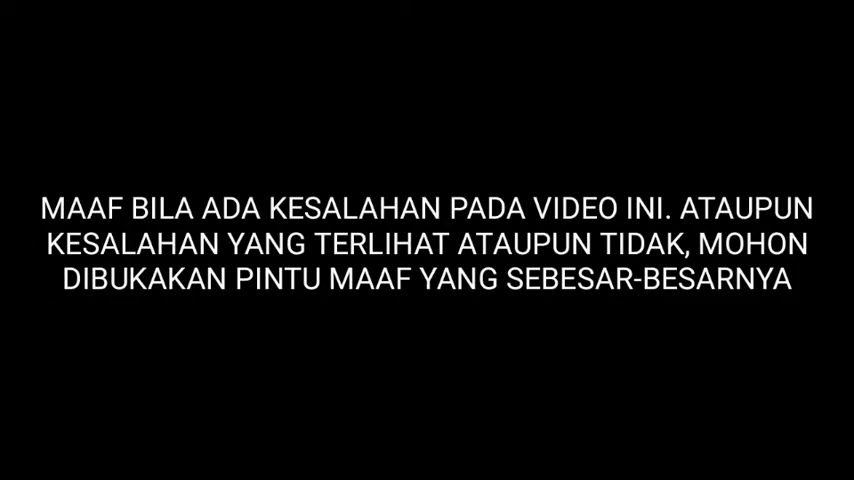 MAAF BILA ADA KESALAHAN PADA VIDEO INI. ATAUPUN
KESALAHAN YANG TERLIHAT ATAUPUN TIDAK, MOHON
DIBUKAKAN PINTU MAAF YANG SEBESAR-BESARNYA